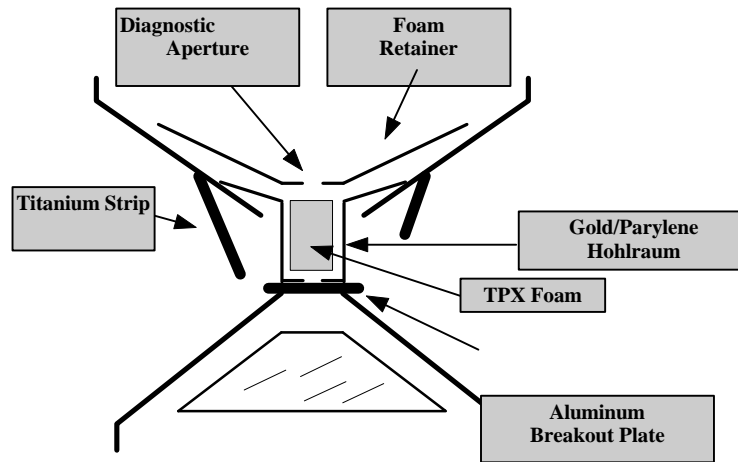 Diagnostic
Aperture
Foam
Retainer
Titanium Strip
Gold/Parylene
Hohlraum
TPX Foam
Aluminum
Breakout Plate